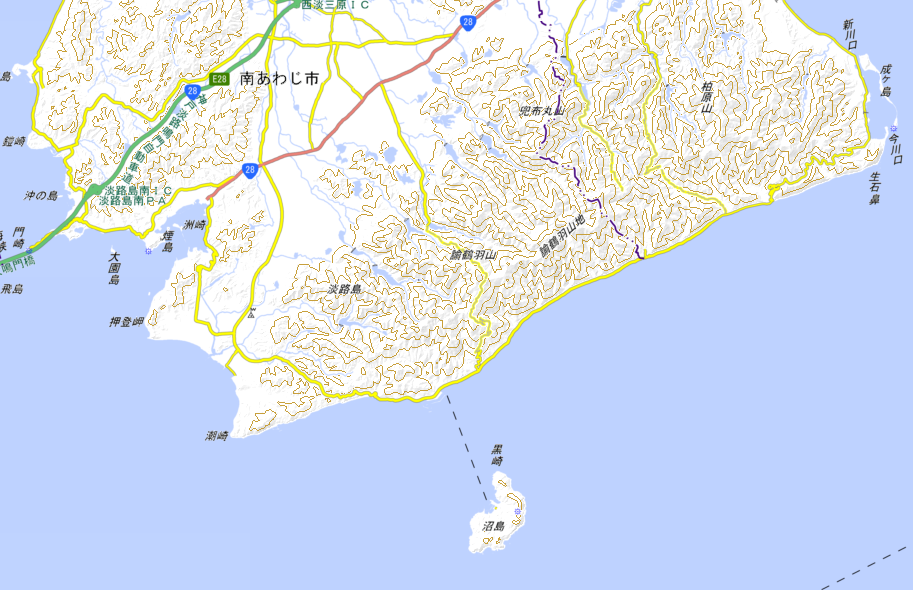 西淡三原IC
28
新川口
島
E28
南あわじ市
成ヶ島
28
柏原山
神戸淡路鳴門自動車道
兜布丸山
鎧崎
今川口
28
生石鼻
淡路島南IC
淡路島南PA
沖の島
洲崎
門崎
煙島
諭鶴羽山地
諭鶴羽山
大園島
鳴門橋
飛島
淡路島
押登岬
潮崎
黒崎
沼島